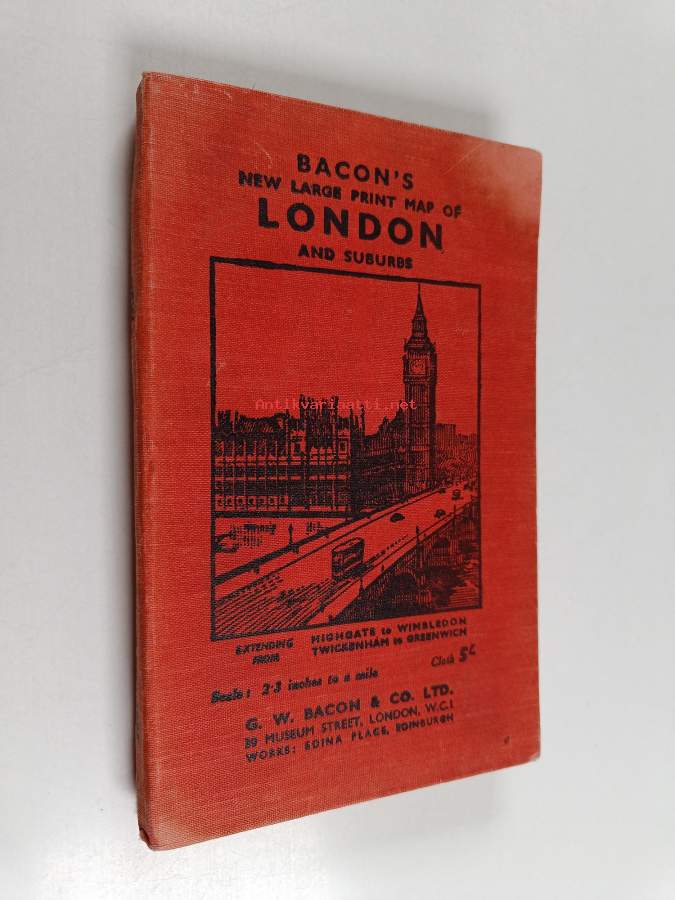 BACON'S
NEW LARGE PRINT MAP OF
LONDON
AND SUBURBS
Antikvariaatti.net
EXTENDING FROM
HIGHGATE to WIMBLEDON
TWICKENHAM to GREENWICH
Scale: 2·3 inches to a mile
Cloth 5/-
G. W. BACON & CO. LTD.
89 MUSEUM STREET, LONDON, W.C.1
WORKS: EDINA PLACE, EDINBURGH